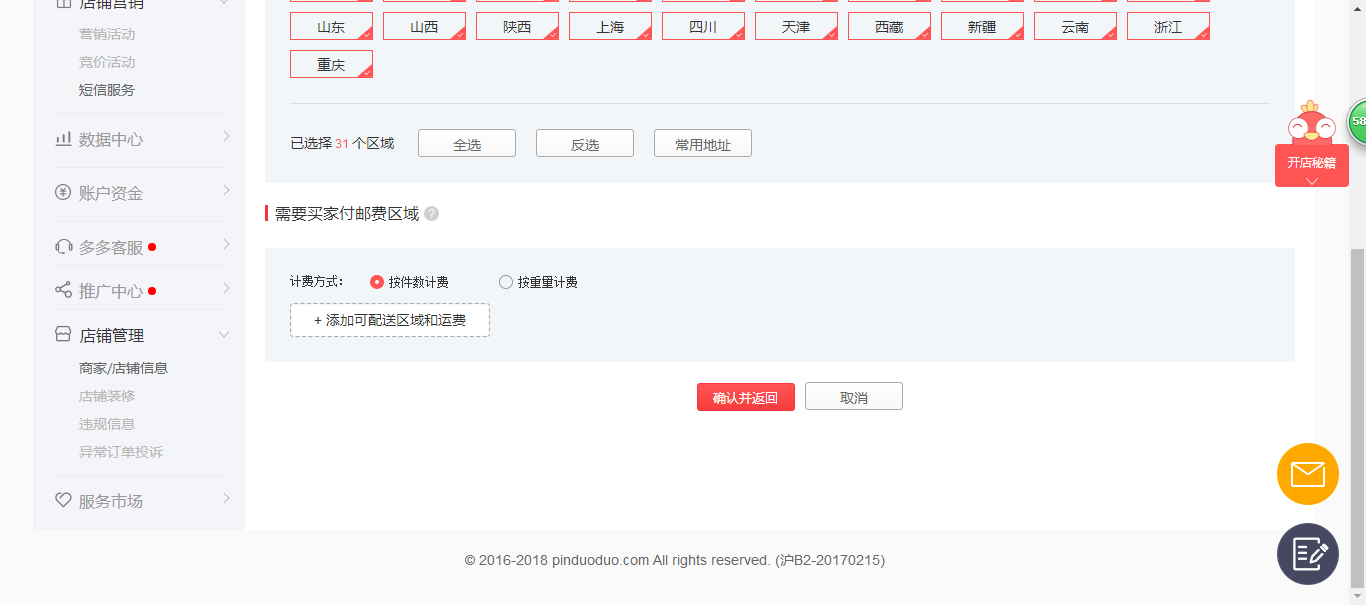 店铺营销
营销活动
竞价活动
短信服务
数据中心
账户资金
多多客服
推广中心
店铺管理
商家/店铺信息
店铺装修
违规信息
异常订单投诉
服务市场
山东 山西 陕西 上海 四川 天津 西藏 新疆 云南 浙江
重庆
已选择 31 个区域 全选 反选 常用地址
需要买家付邮费区域 ?
计费方式： 按件数计费 按重量计费
+ 添加可配送区域和运费
确认并返回 取消
58
开店秘籍
© 2016-2018 pinduoduo.com All rights reserved. (沪B2-20170215)